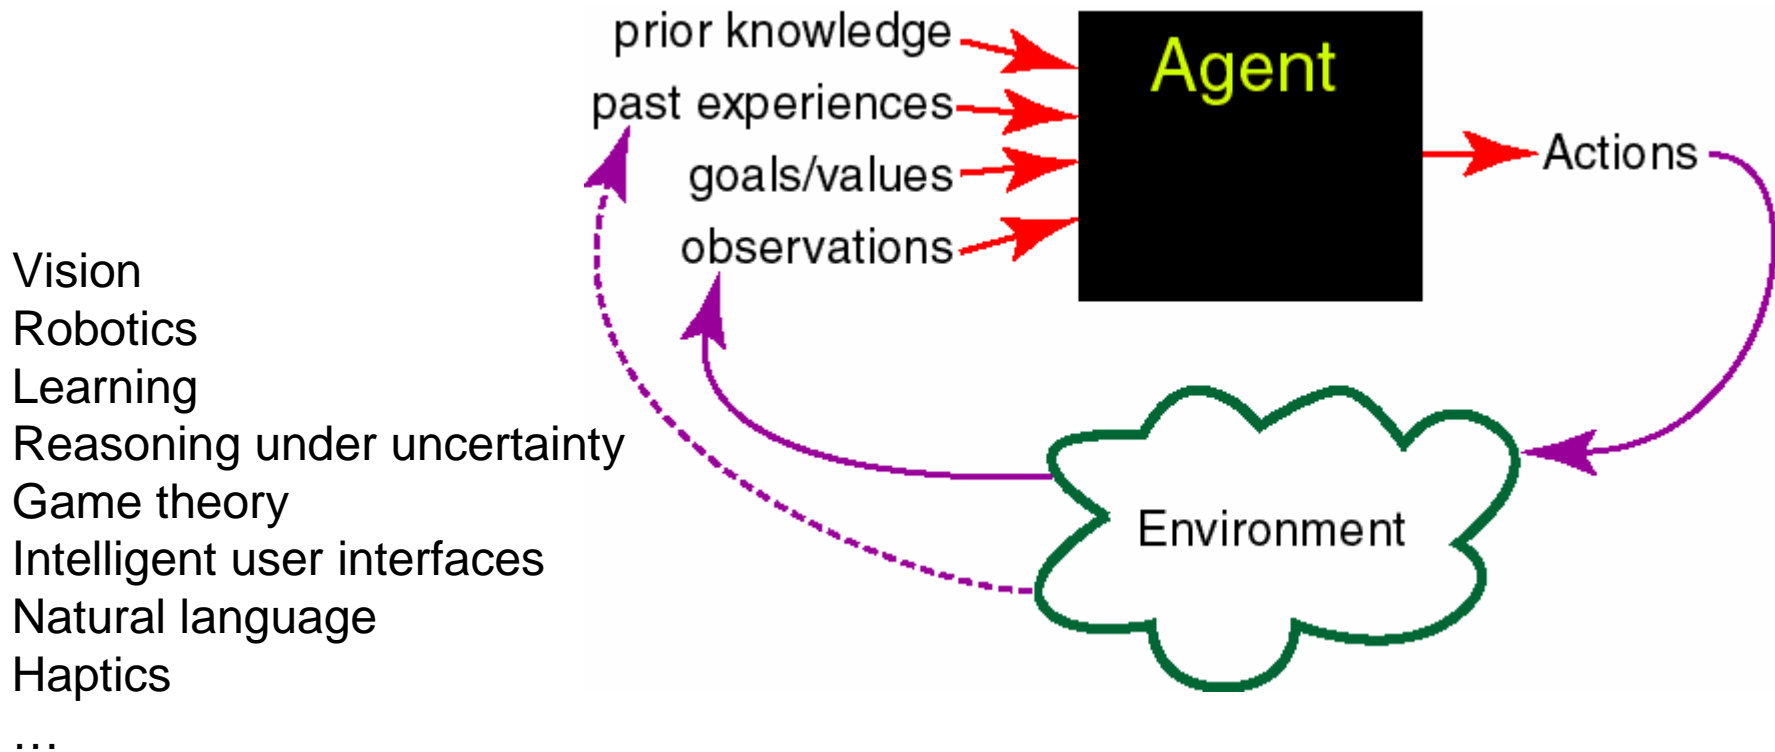 prior knowledge
past experiences
goals/values
observations
Agent
Actions
Environment
Vision
Robotics
Learning
Reasoning under uncertainty
Game theory
Intelligent user interfaces
Natural language
Haptics
...